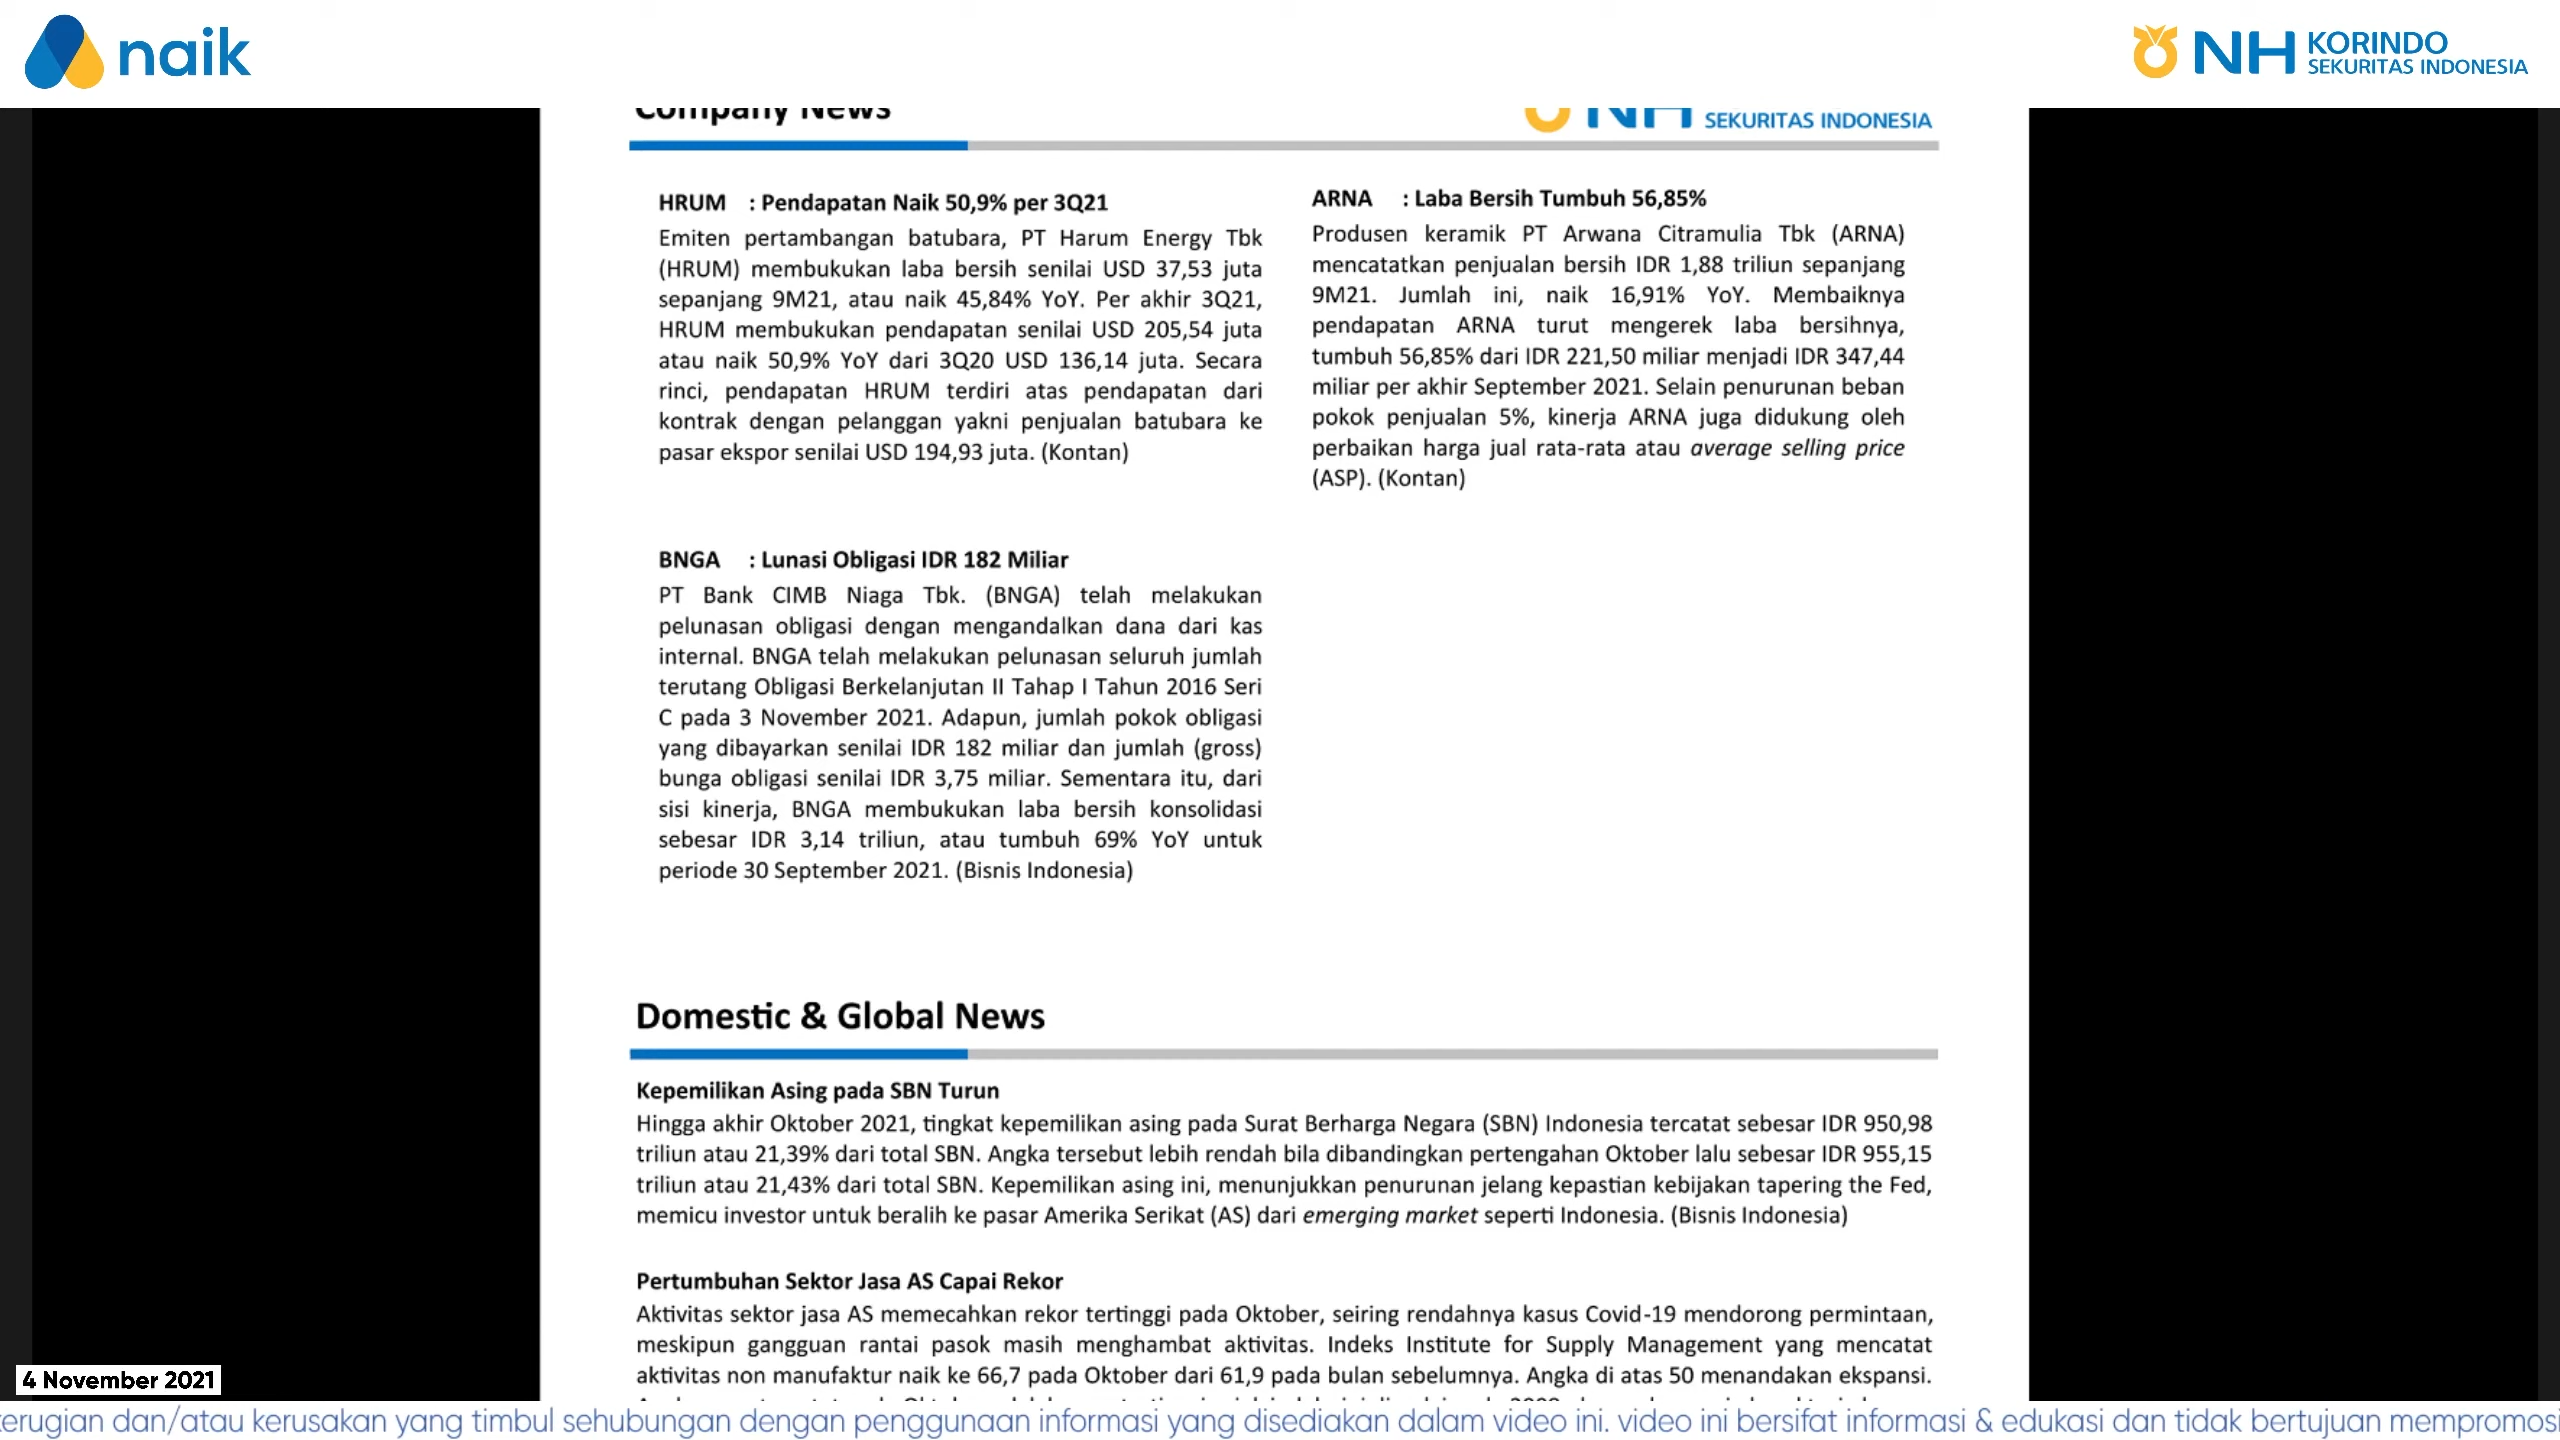 naik
NH KORINDO
SEKURITAS INDONESIA
Company News
NH
SEKURITAS INDONESIA
HRUM : Pendapatan Naik 50,9% per 3Q21
Emiten pertambangan batubara, PT Harum Energy Tbk
(HRUM) membukukan laba bersih senilai USD 37,53 juta
sepanjang 9M21, atau naik 45,84% YoY. Per akhir 3Q21,
HRUM membukukan pendapatan senilai USD 205,54 juta
atau naik 50,9% YoY dari 3Q20 USD 136,14 juta. Secara
rinci, pendapatan HRUM terdiri atas pendapatan dari
kontrak dengan pelanggan yakni penjualan batubara ke
pasar ekspor senilai USD 194,93 juta. (Kontan)
ARNA : Laba Bersih Tumbuh 56,85%
Produsen keramik PT Arwana Citramulia Tbk (ARNA)
mencatatkan penjualan bersih IDR 1,88 triliun sepanjang
9M21. Jumlah ini, naik 16,91% YoY. Membaiknya
pendapatan ARNA turut mengerek laba bersihnya,
tumbuh 56,85% dari IDR 221,50 miliar menjadi IDR 347,44
miliar per akhir September 2021. Selain penurunan beban
pokok penjualan 5%, kinerja ARNA juga didukung oleh
perbaikan harga jual rata-rata atau average selling price
(ASP). (Kontan)
BNGA : Lunasi Obligasi IDR 182 Miliar
PT Bank CIMB Niaga Tbk. (BNGA) telah melakukan
pelunasan obligasi dengan mengandalkan dana dari kas
internal. BNGA telah melakukan pelunasan seluruh jumlah
terutang Obligasi Berkelanjutan II Tahap I Tahun 2016 Seri
C pada 3 November 2021. Adapun, jumlah pokok obligasi
yang dibayarkan senilai IDR 182 miliar dan jumlah (gross)
bunga obligasi senilai IDR 3,75 miliar. Sementara itu, dari
sisi kinerja, BNGA membukukan laba bersih konsolidasi
sebesar IDR 3,14 triliun, atau tumbuh 69% YoY untuk
periode 30 September 2021. (Bisnis Indonesia)
Domestic & Global News
Kepemilikan Asing pada SBN Turun
Hingga akhir Oktober 2021, tingkat kepemilikan asing pada Surat Berharga Negara (SBN) Indonesia tercatat sebesar IDR 950,98
triliun atau 21,39% dari total SBN. Angka tersebut lebih rendah bila dibandingkan pertengahan Oktober lalu sebesar IDR 955,15
triliun atau 21,43% dari total SBN. Kepemilikan asing ini, menunjukkan penurunan jelang kepastian kebijakan tapering the Fed,
memicu investor untuk beralih ke pasar Amerika Serikat (AS) dari emerging market seperti Indonesia. (Bisnis Indonesia)
Pertumbuhan Sektor Jasa AS Capai Rekor
Aktivitas sektor jasa AS memecahkan rekor tertinggi pada Oktober, seiring rendahnya kasus Covid-19 mendorong permintaan,
meskipun gangguan rantai pasok masih menghambat aktivitas. Indeks Institute for Supply Management yang mencatat
aktivitas non manufaktur naik ke 66,7 pada Oktober dari 61,9 pada bulan sebelumnya. Angka di atas 50 menandakan ekspansi.
4 November 2021
kerugian dan/atau kerusakan yang timbul sehubungan dengan penggunaan informasi yang disediakan dalam video ini. video ini bersifat informasi & edukasi dan tidak bertujuan mempromosi